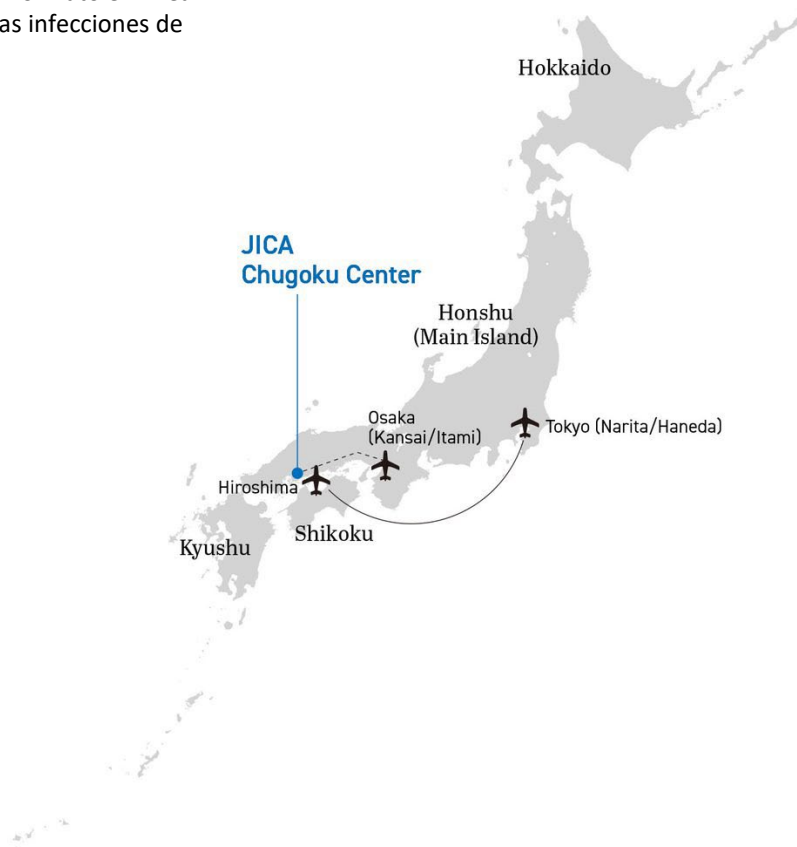 as infecciones de
Hokkaido
JICA
Chugoku Center
Honshu
(Main Island)
Osaka
(Kansai/Itami)
Tokyo (Narita/Haneda)
Hiroshima
Shikoku
Kyushu